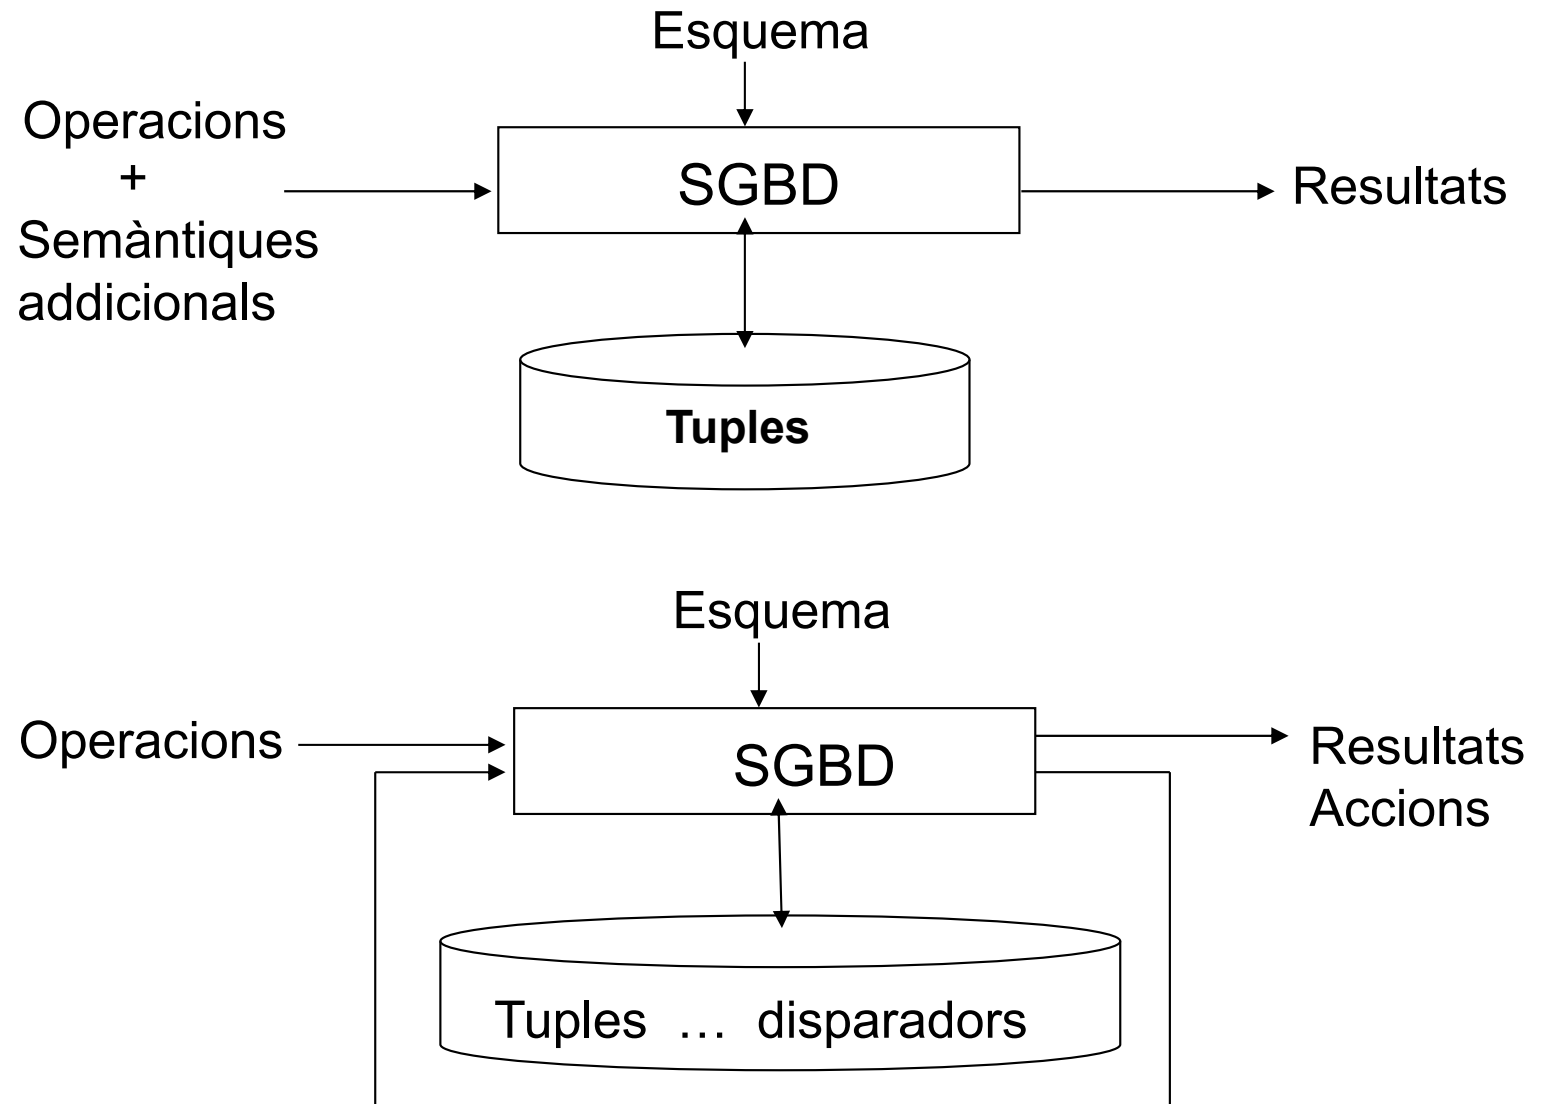 Esquema
Operacions
+
Semàntiques
addicionals
SGBD
Resultats
Tuples
Esquema
Operacions
SGBD
Resultats
Accions
Tuples … disparadors